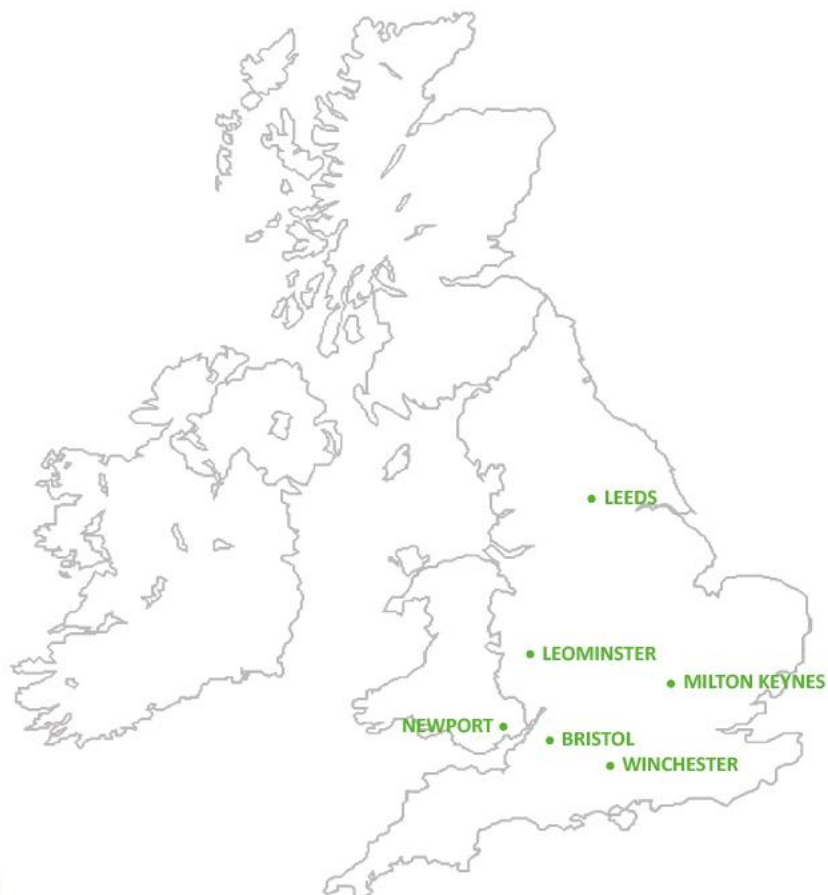 LEEDS
LEOMINSTER
MILTON KEYNES
NEWPORT
BRISTOL
WINCHESTER